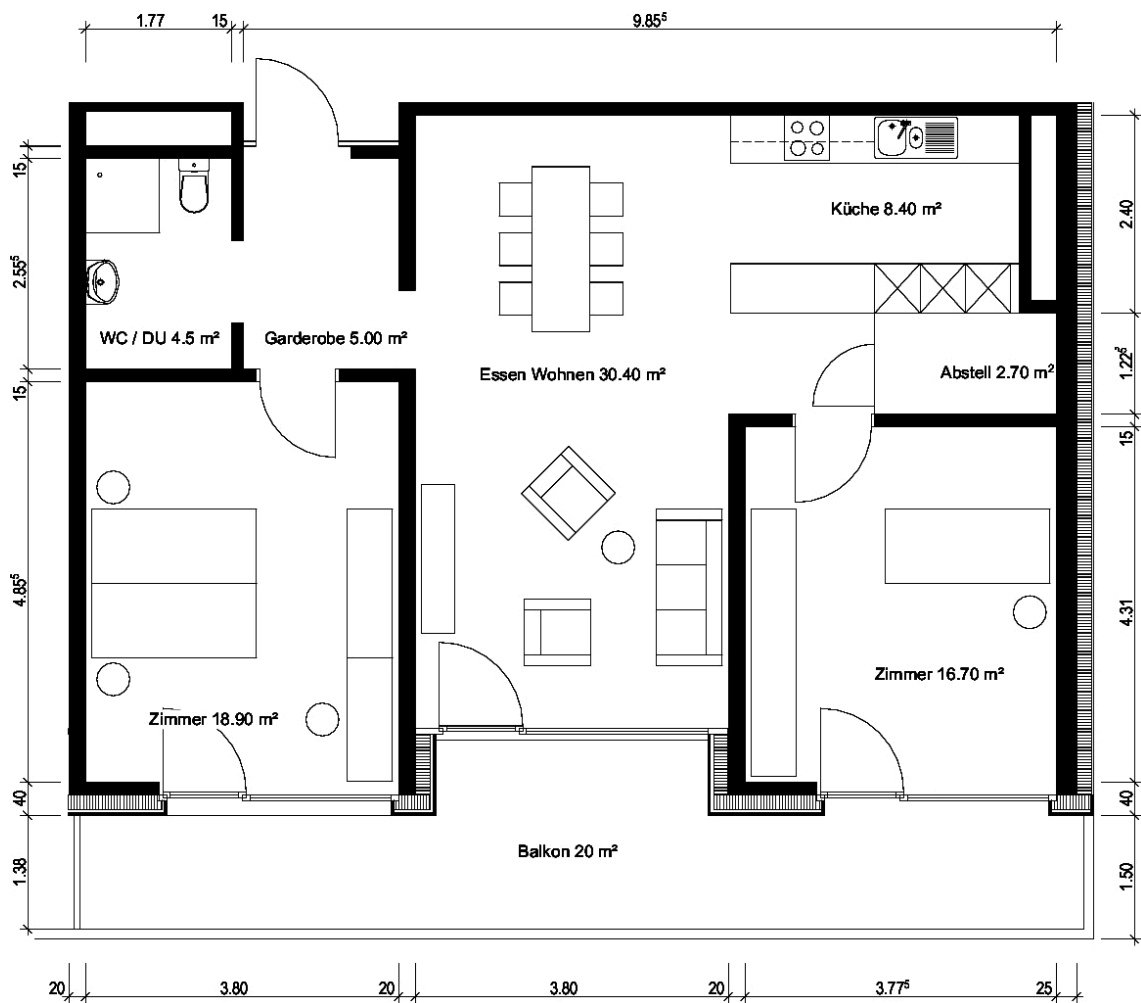 1.77 15 9.85⁵
15
2.55⁵
15
4.85⁵
40
1.38
Küche 8.40 m²
WC / DU 4.5 m² Garderobe 5.00 m²
Essen Wohnen 30.40 m² Abstell 2.70 m²
Zimmer 16.70 m²
Zimmer 18.90 m²
Balkon 20 m²
2.40
1.22⁵
15
4.31
40
1.50
20 3.80 20 3.80 20 3.77⁵ 25